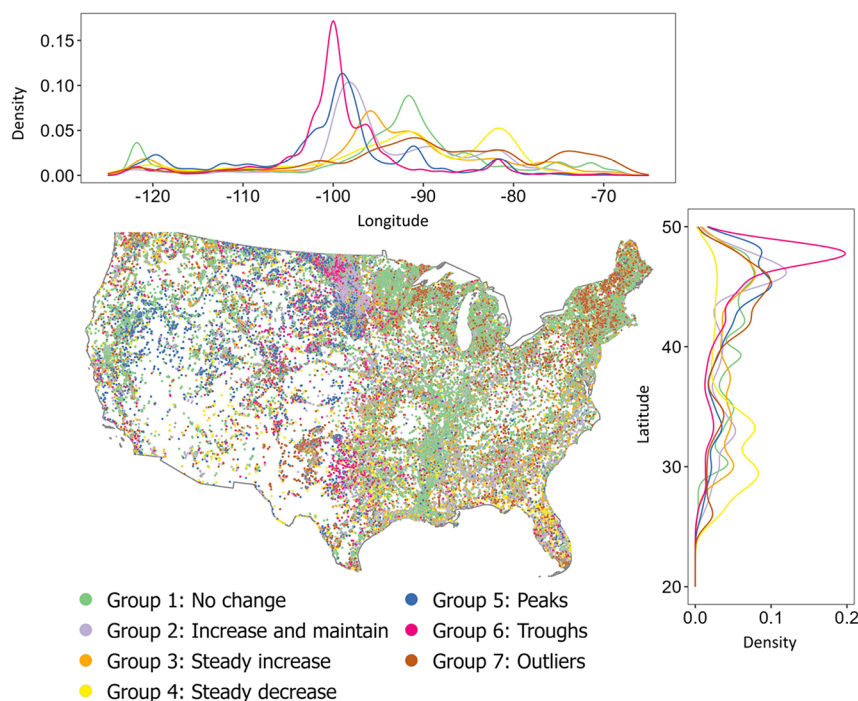 0.15
0.10
0.05
0.00
Density
-120
-110
-100
-90
-80
-70
Longitude
50
40
30
20
Latitude
0.0
0.1
0.2
Density
Group 1: No change
Group 2: Increase and maintain
Group 3: Steady increase
Group 4: Steady decrease
Group 5: Peaks
Group 6: Troughs
Group 7: Outliers